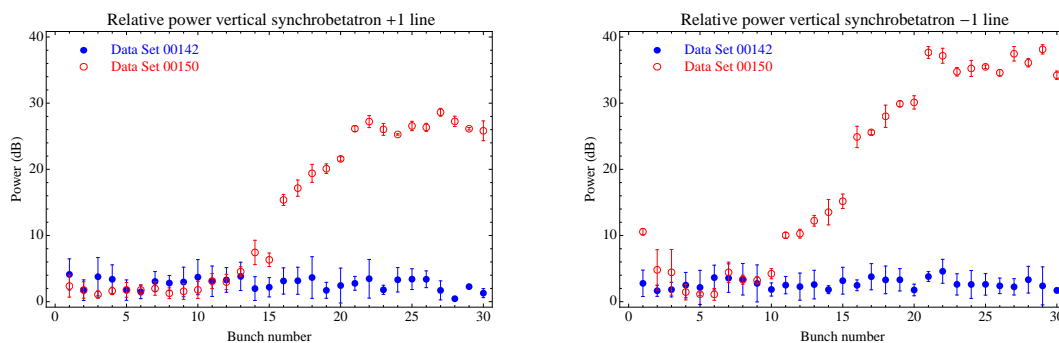 Relative power vertical synchrobetatron +1 line
40
30
20
10
0
Power (dB)
Data Set 00142
Data Set 00150
0 5 10 15 20 25 30
Bunch number
Relative power vertical synchrobetatron −1 line
40
30
20
10
0
Power (dB)
Data Set 00142
Data Set 00150
0 5 10 15 20 25 30
Bunch number